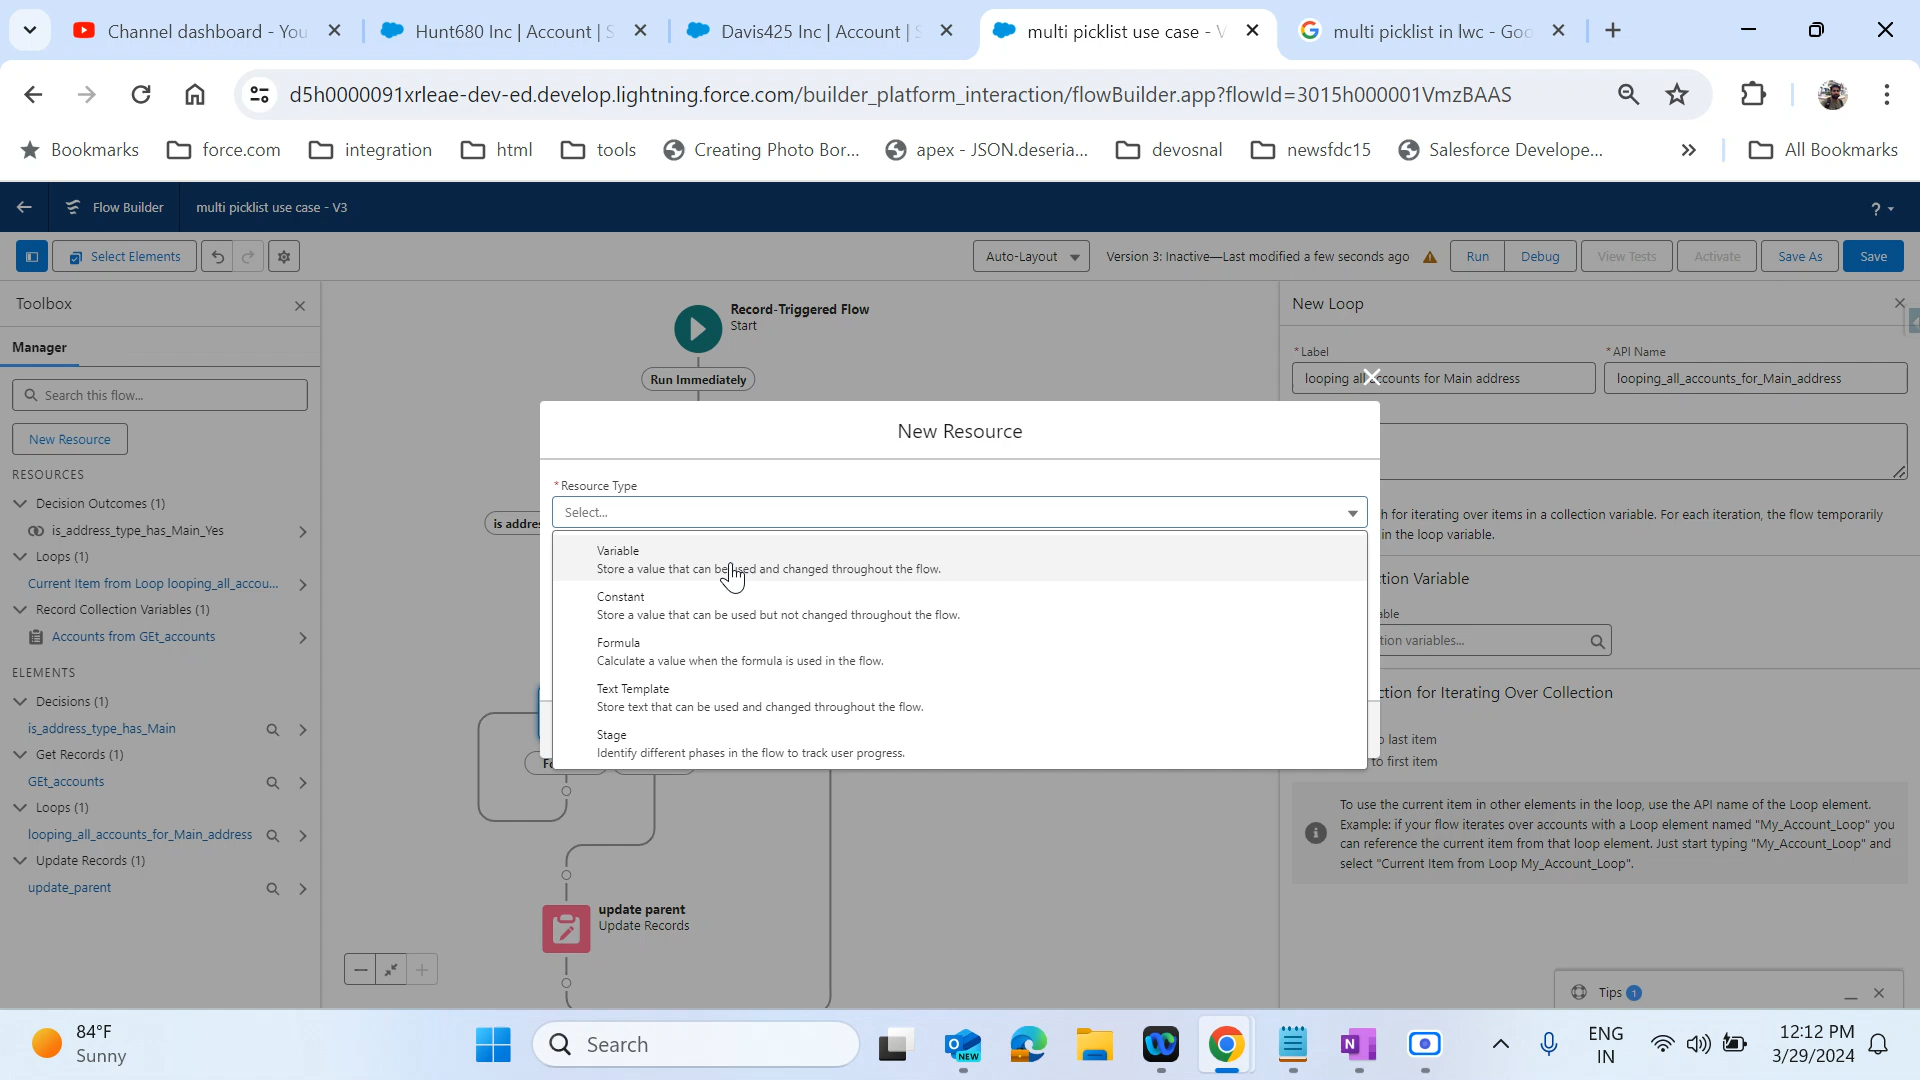 Channel dashboard - You
Hunt680 Inc | Account | S
Davis425 Inc | Account | S
multi picklist use case - V
multi picklist in lwc - Goo
d5h0000091xrleae-dev-ed.develop.lightning.force.com/builder_platform_interaction/flowBuilder.app?flowId=3015h000001VmzBAAS
Bookmarks
force.com
integration
html
tools
Creating Photo Bor...
apex - JSON.deseria...
devosnal
newsfdc15
Salesforce Develope...
»
All Bookmarks
Flow Builder
multi picklist use case - V3
?
Select Elements
Auto-Layout
Version 3: Inactive—Last modified a few seconds ago
Run
Debug
View Tests
Activate
Save As
Save
Toolbox
Manager
Search this flow...
New Resource
RESOURCES
Decision Outcomes (1)
is_address_type_has_Main_Yes
Loops (1)
Current Item from Loop looping_all_accou...
Record Collection Variables (1)
Accounts from GEt_accounts
ELEMENTS
Decisions (1)
is_address_type_has_Main
Get Records (1)
GEt_accounts
Loops (1)
looping_all_accounts_for_Main_address
Update Records (1)
update_parent
Record-Triggered Flow
Start
Run Immediately
is addres
Fo
update parent
Update Records
New Resource
* Resource Type
Select...
Variable
Store a value that can be used and changed throughout the flow.
Constant
Store a value that can be used but not changed throughout the flow.
Formula
Calculate a value when the formula is used in the flow.
Text Template
Store text that can be used and changed throughout the flow.
Stage
Identify different phases in the flow to track user progress.
New Loop
* Label
* API Name
looping all accounts for Main address
looping_all_accounts_for_Main_address
h for iterating over items in a collection variable. For each iteration, the flow temporarily
in the loop variable.
tion Variable
able
tion variables...
ction for Iterating Over Collection
o last item
to first item
To use the current item in other elements in the loop, use the API name of the Loop element.
Example: if your flow iterates over accounts with a Loop element named "My_Account_Loop" you
can reference the current item from that loop element. Just start typing "My_Account_Loop" and
select "Current Item from Loop My_Account_Loop".
Tips 1
84°F
Sunny
Search
NEW
ENG
IN
12:12 PM
3/29/2024